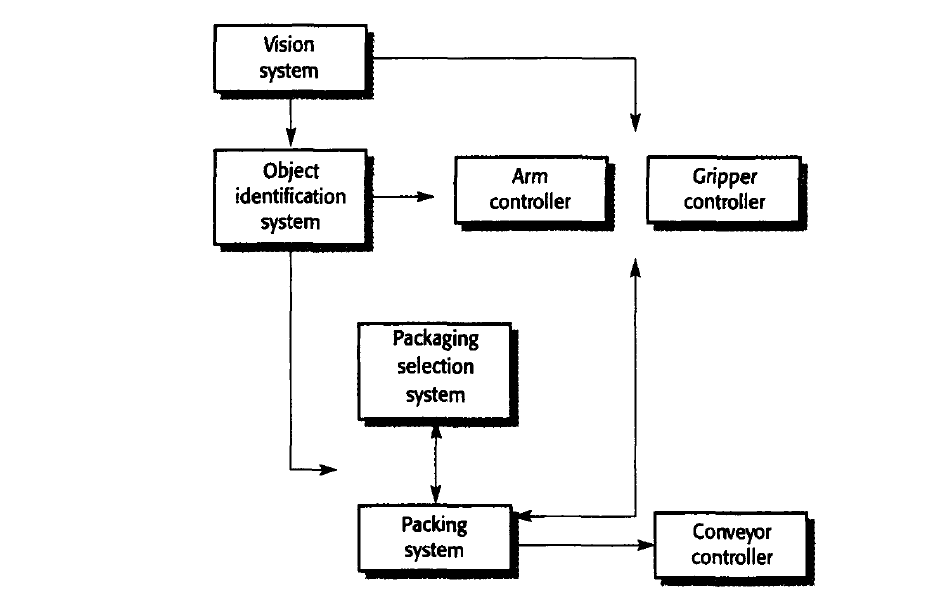 Vision
system
Object
identification
system
Arm
controller
Gripper
controller
Packaging
selection
system
Packing
system
Conveyor
controller